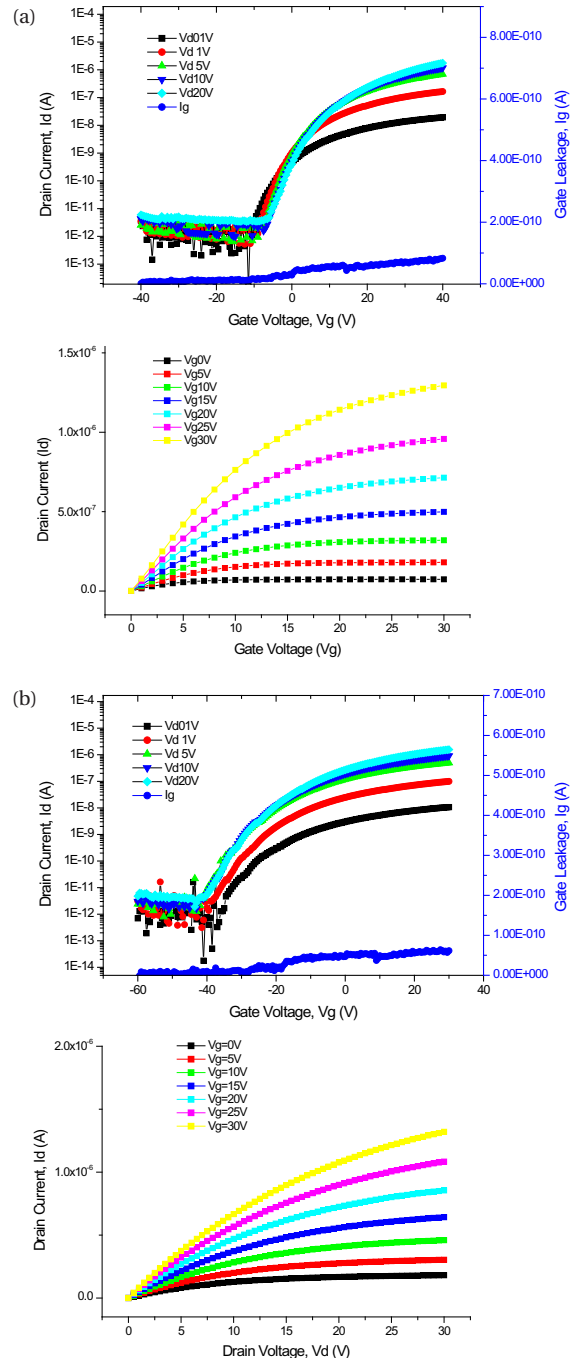 (a)
Drain Current, Id (A)
1E-4
1E-5
1E-6
1E-7
1E-8
1E-9
1E-10
1E-11
1E-12
1E-13
Vd01V
Vd 1V
Vd 5V
Vd10V
Vd20V
Ig
8.00E-010
6.00E-010
4.00E-010
2.00E-010
0.00E+000
Gate Leakage, Ig (A)
-40
-20
0
20
40
Gate Voltage, Vg (V)
Drain Current (Id)
1.5x10-6
1.0x10-6
5.0x10-7
0.0
Vg0V
Vg5V
Vg10V
Vg15V
Vg20V
Vg25V
Vg30V
0
5
10
15
20
25
30
Gate Voltage (Vg)
(b)
Drain Current, Id (A)
1E-4
1E-5
1E-6
1E-7
1E-8
1E-9
1E-10
1E-11
1E-12
1E-13
1E-14
Vd01V
Vd 1V
Vd 5V
Vd10V
Vd20V
Ig
7.00E-010
6.00E-010
5.00E-010
4.00E-010
3.00E-010
2.00E-010
1.00E-010
0.00E+000
Gate Leakage, Ig (A)
-60
-40
-20
0
20
40
Gate Voltage, Vg (V)
Drain Current, Id (A)
2.0x10-6
1.0x10-6
0.0
Vg=0V
Vg=5V
Vg=10V
Vg=15V
Vg=20V
Vg=25V
Vg=30V
0
5
10
15
20
25
30
Drain Voltage, Vd (V)